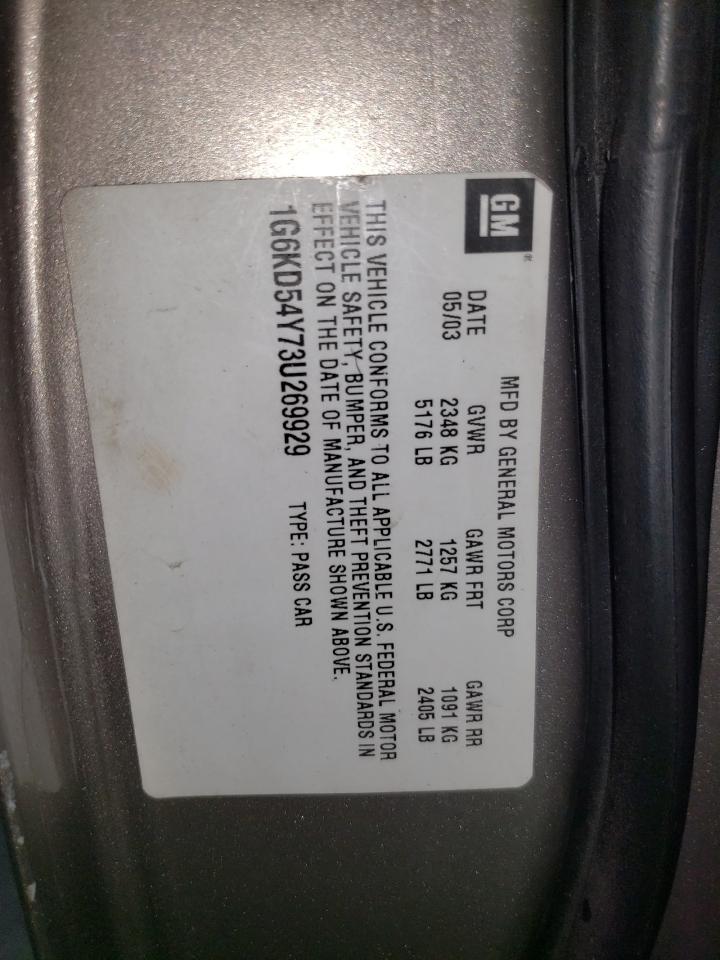 GM®
MFD BY GENERAL MOTORS CORP
DATE GVWR GAWR FRT GAWR RR
05/03 2348 KG 1257 KG 1091 KG
5176 LB 2771 LB 2405 LB
THIS VEHICLE CONFORMS TO ALL APPLICABLE U.S. FEDERAL MOTOR
VEHICLE SAFETY, BUMPER, AND THEFT PREVENTION STANDARDS IN
EFFECT ON THE DATE OF MANUFACTURE SHOWN ABOVE.
1G6KD54Y73U269929 TYPE: PASS CAR